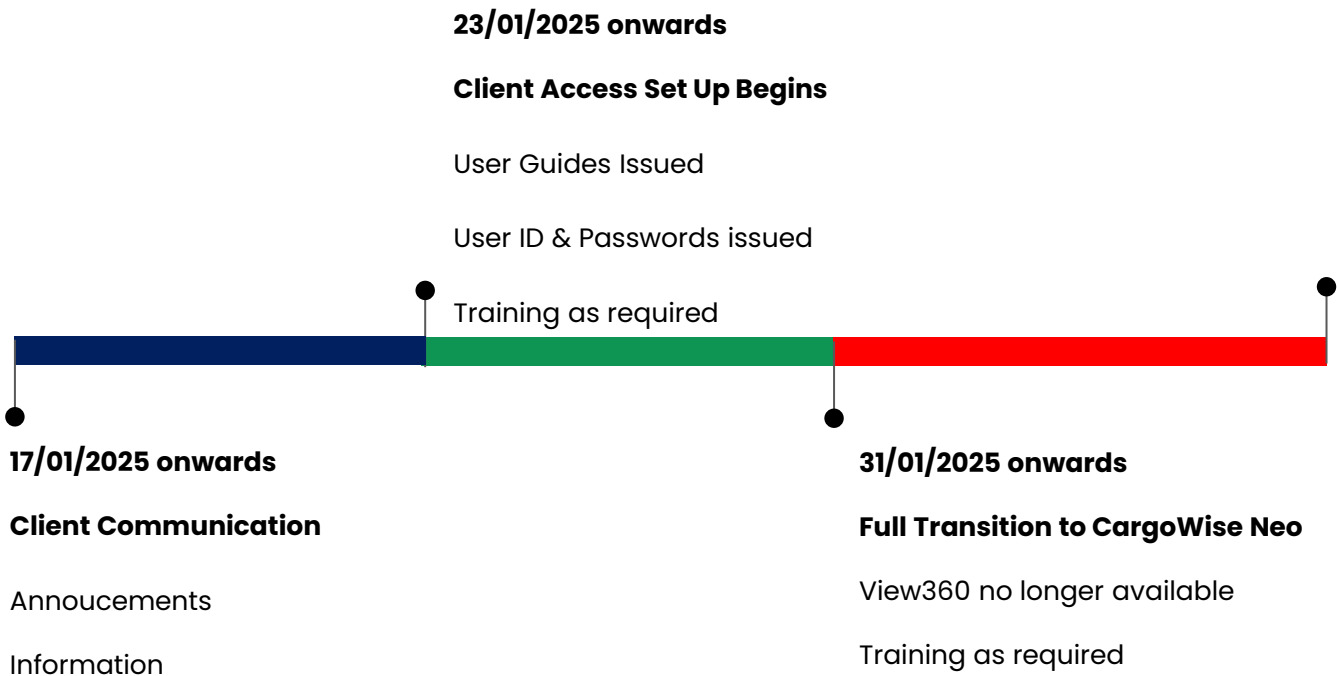 23/01/2025 onwards
Client Access Set Up Begins
User Guides Issued
User ID & Passwords issued
Training as required
17/01/2025 onwards
Client Communication
Annoucements
Information
31/01/2025 onwards
Full Transition to CargoWise Neo
View360 no longer available
Training as required